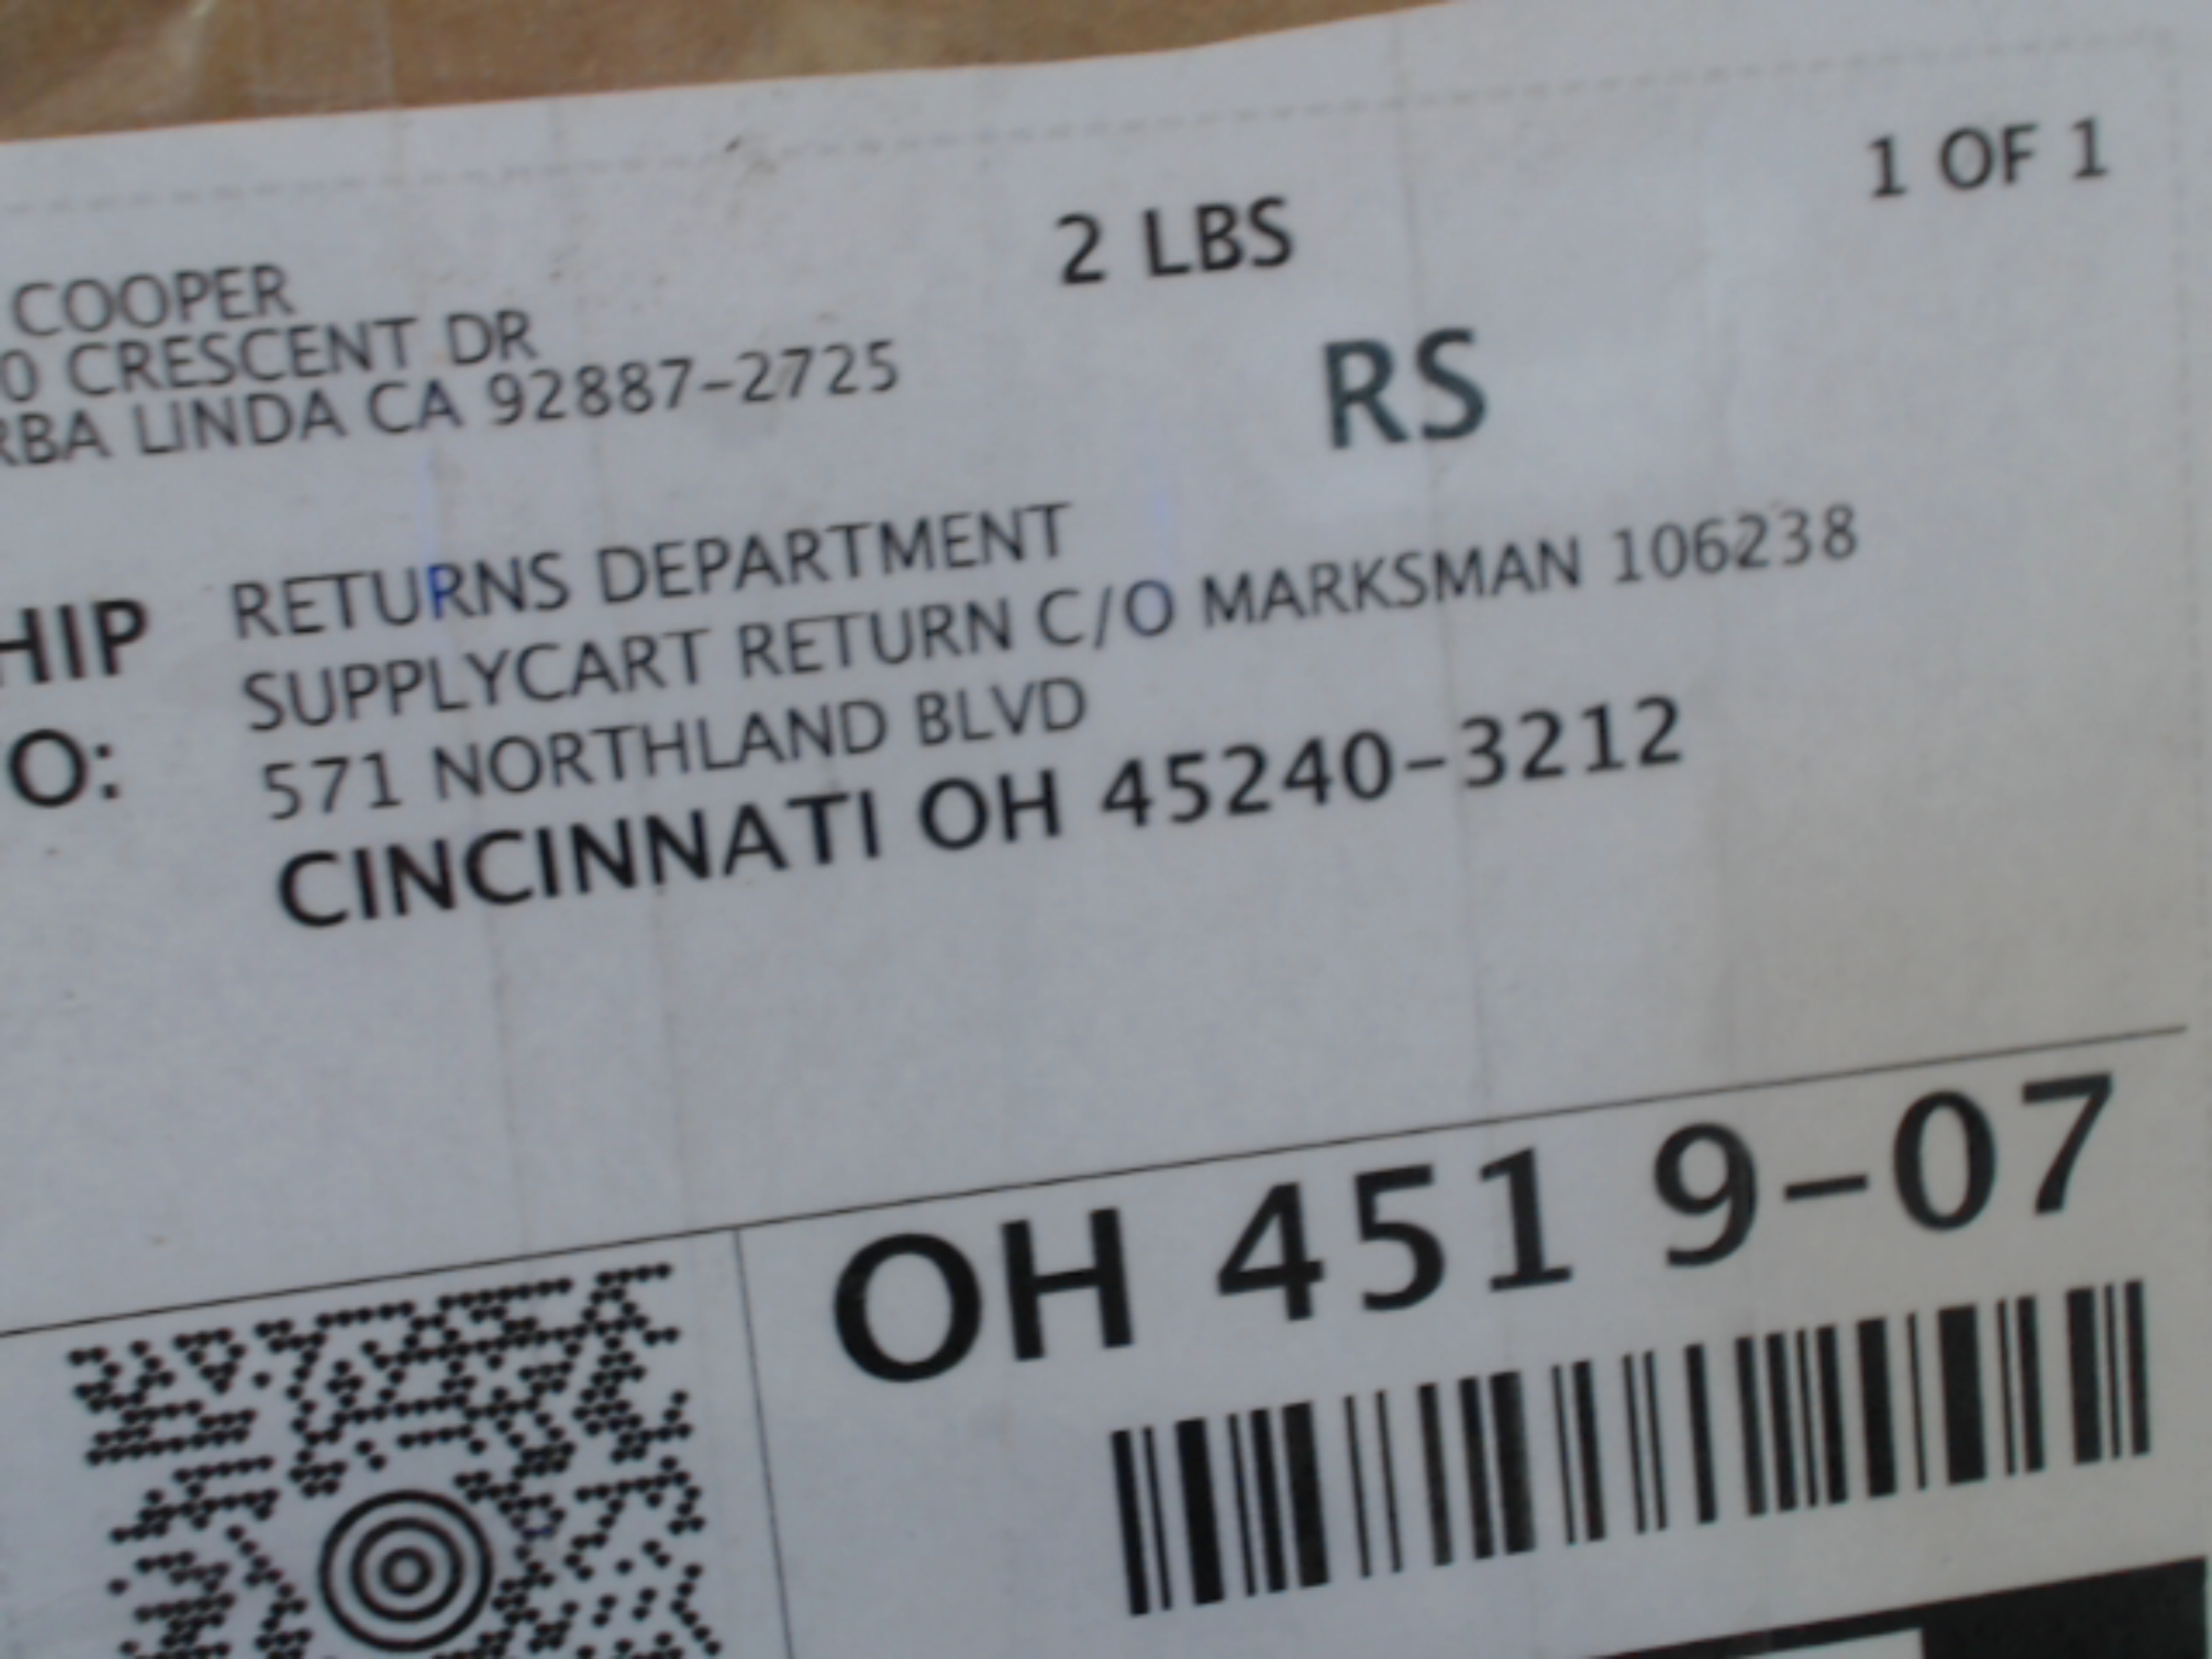 1 OF 1
2 LBS
COOPER
0 CRESCENT DR
RBA LINDA CA 92887-2725
RS
HIP
O:
RETURNS DEPARTMENT
SUPPLYCART RETURN C/O MARKSMAN 106238
571 NORTHLAND BLVD
CINCINNATI OH 45240-3212
OH 451 9-07